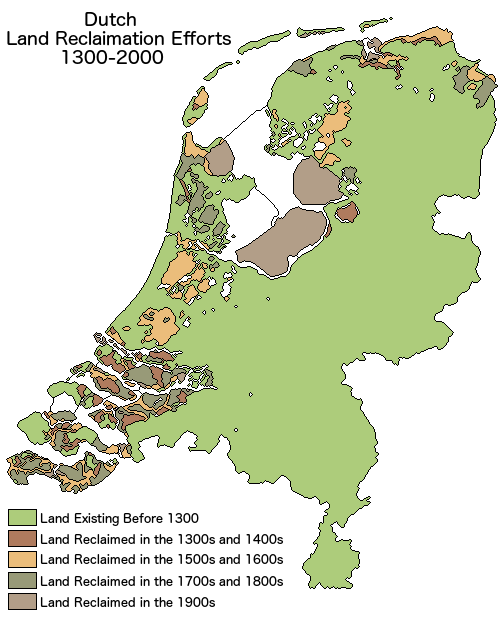 Dutch
Land Reclaimation Efforts
1300-2000
Land Existing Before 1300
Land Reclaimed in the 1300s and 1400s
Land Reclaimed in the 1500s and 1600s
Land Reclaimed in the 1700s and 1800s
Land Reclaimed in the 1900s